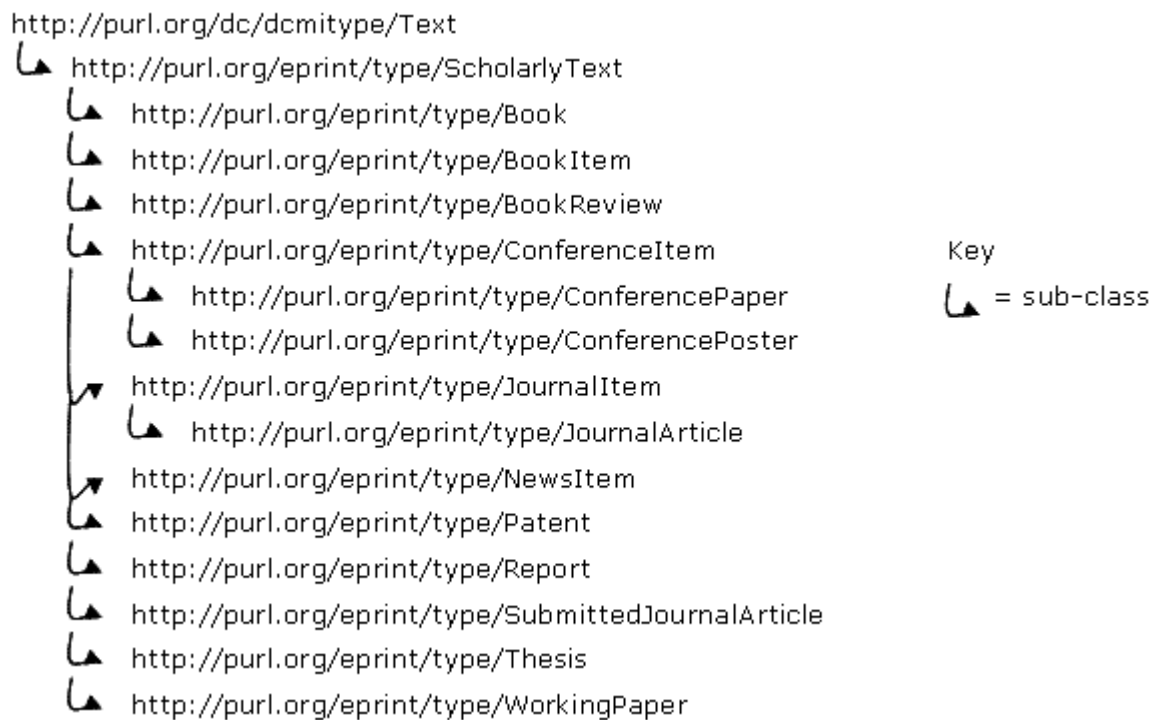 http://purl.org/dc/dcmitype/Text
http://purl.org/eprint/type/ScholarlyText
http://purl.org/eprint/type/Book
http://purl.org/eprint/type/BookItem
http://purl.org/eprint/type/BookReview
http://purl.org/eprint/type/ConferenceItem
Key
http://purl.org/eprint/type/ConferencePaper
= sub-class
http://purl.org/eprint/type/ConferencePoster
http://purl.org/eprint/type/JournalItem
http://purl.org/eprint/type/JournalArticle
http://purl.org/eprint/type/NewsItem
http://purl.org/eprint/type/Patent
http://purl.org/eprint/type/Report
http://purl.org/eprint/type/SubmittedJournalArticle
http://purl.org/eprint/type/Thesis
http://purl.org/eprint/type/WorkingPaper